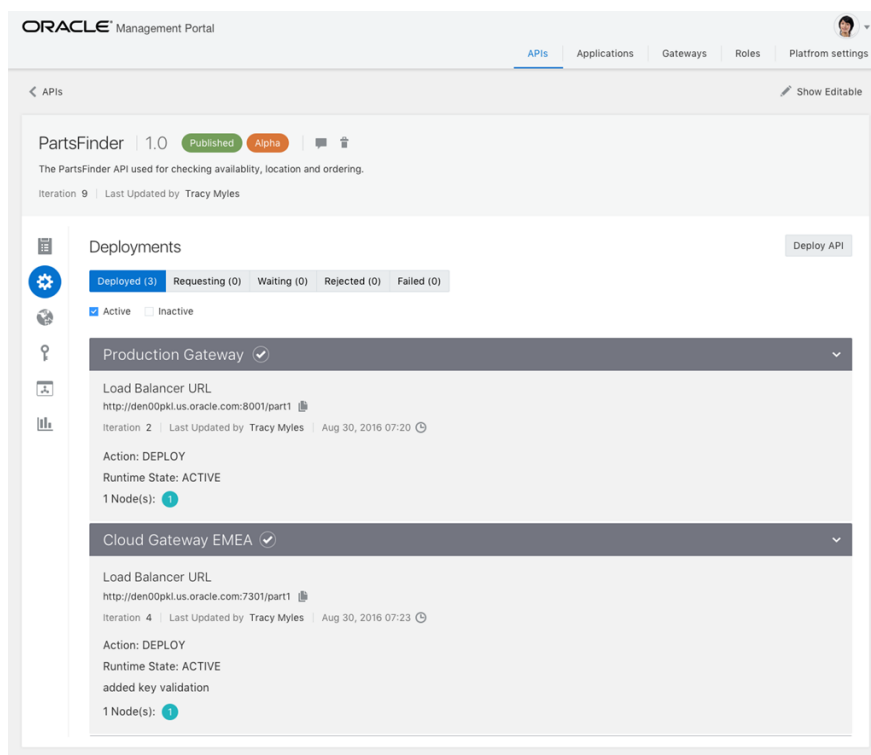 ORACLE® Management Portal
APIs
Applications
Gateways
Roles
Platfrom settings
APIs
Show Editable
PartsFinder 1.0 Published Alpha
The PartsFinder API used for checking availablity, location and ordering.
Iteration 9 Last Updated by Tracy Myles
Deployments
Deploy API
Deployed (3) Requesting (0) Waiting (0) Rejected (0) Failed (0)
Active Inactive
Production Gateway
Load Balancer URL
http://den00pkl.us.oracle.com:8001/part1
Iteration 2 Last Updated by Tracy Myles Aug 30, 2016 07:20
Action: DEPLOY
Runtime State: ACTIVE
1 Node(s): 1
Cloud Gateway EMEA
Load Balancer URL
http://den00pkl.us.oracle.com:7301/part1
Iteration 4 Last Updated by Tracy Myles Aug 30, 2016 07:23
Action: DEPLOY
Runtime State: ACTIVE
added key validation
1 Node(s): 1